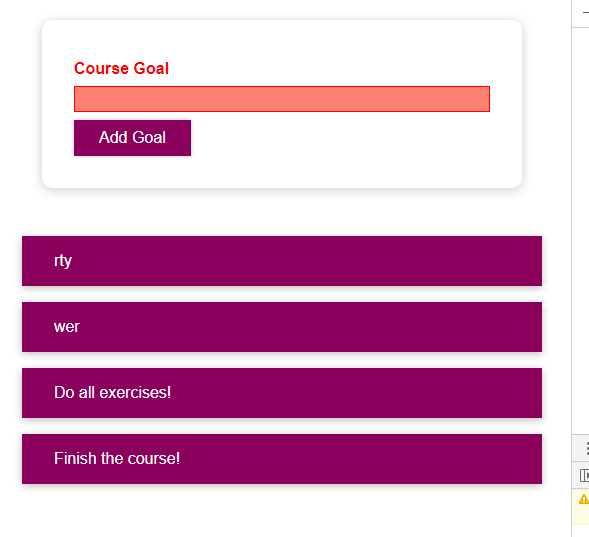 Course Goal
Add Goal
rty
wer
Do all exercises!
Finish the course!